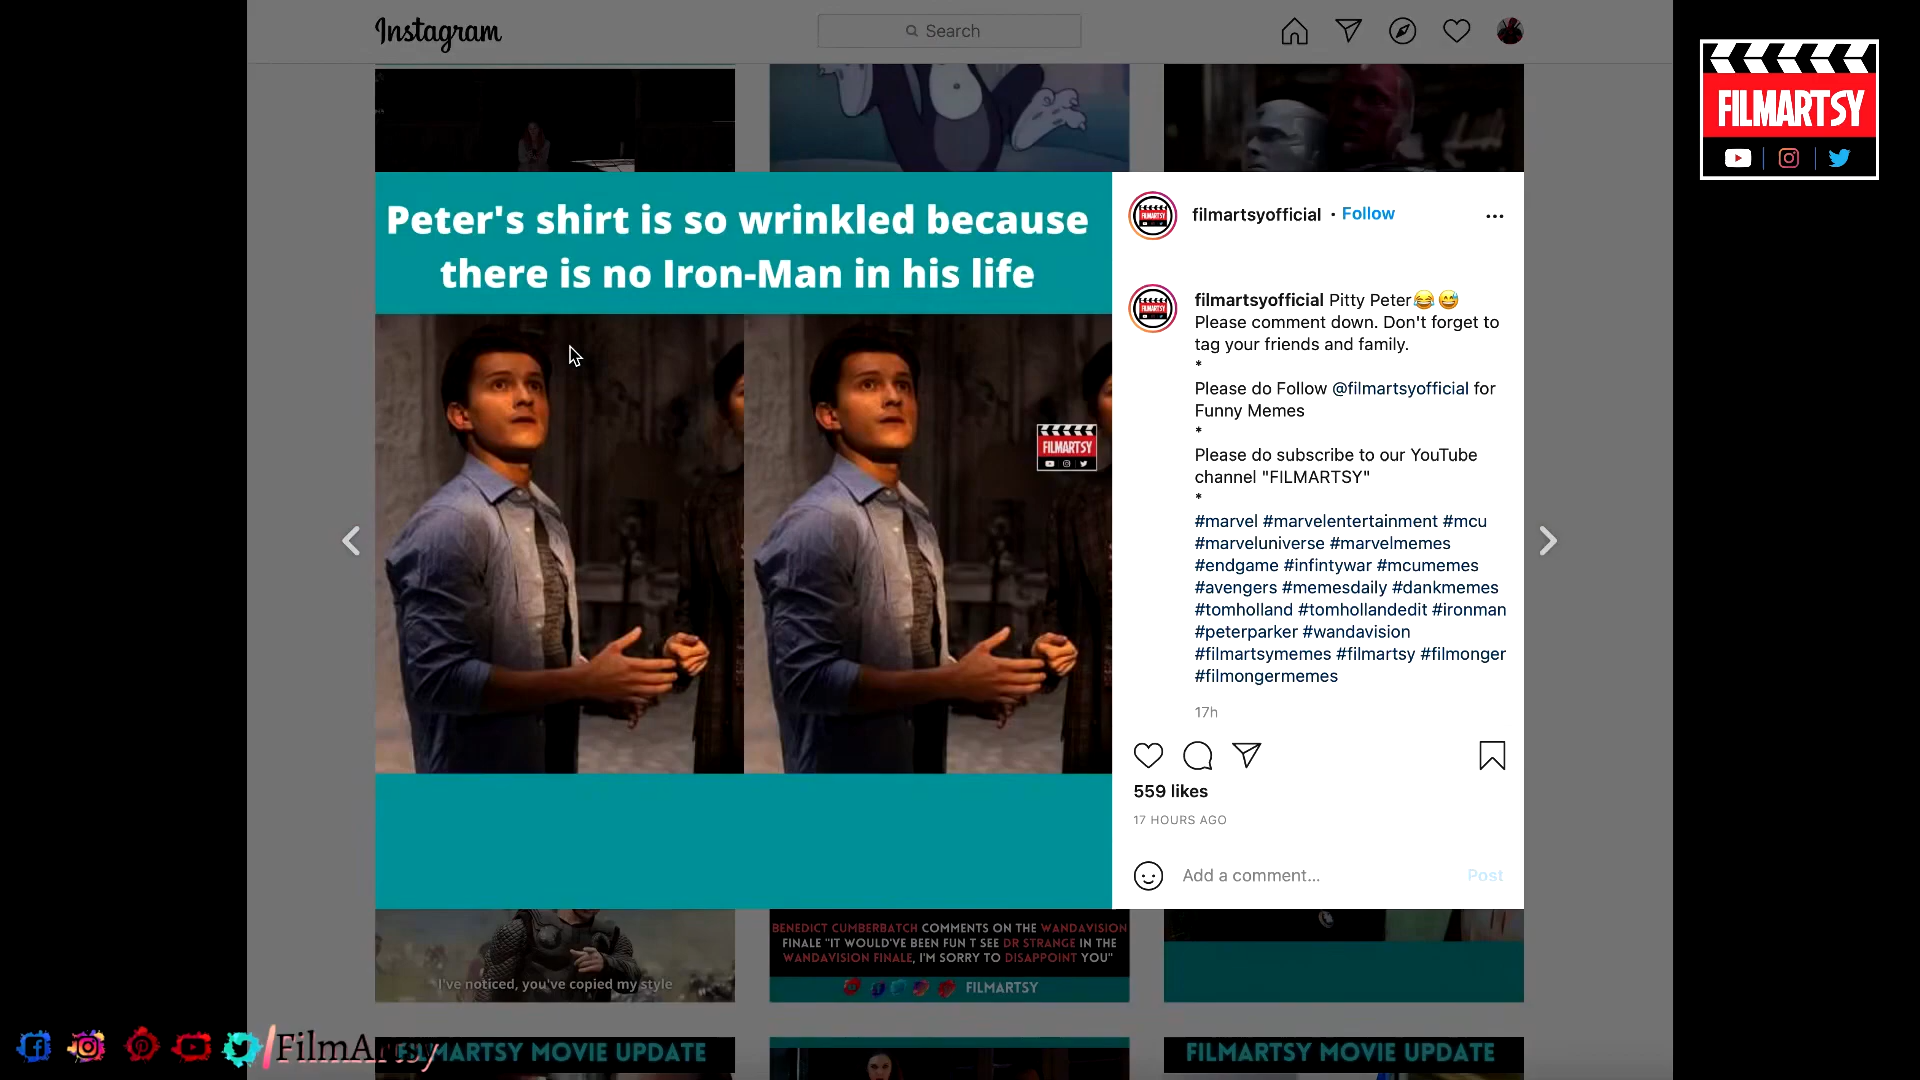 Instagram
Search
FILMARTSY
Peter's shirt is so wrinkled because
there is no Iron-Man in his life
FILMARTSY
filmartsyofficial • Follow
filmartsyofficial Pitty Peter😂😅
Please comment down. Don't forget to
tag your friends and family.
*
Please do Follow @filmartsyofficial for
Funny Memes
*
Please do subscribe to our YouTube
channel "FILMARTSY"
*
#marvel #marvelentertainment #mcu
#marveluniverse #marvelmemes
#endgame #infintywar #mcumemes
#avengers #memesdaily #dankmemes
#tomholland #tomhollandedit #ironman
#peterparker #wandavision
#filmartsymemes #filmartsy #filmonger
#filmongermemes
17h
559 likes
17 HOURS AGO
Add a comment...
Post
I've noticed, you've copied my style
BENEDICT CUMBERBATCH COMMENTS ON THE WANDAVISION
FINALE "IT WOULD'VE BEEN FUN T SEE DR STRANGE IN THE
WANDAVISION FINALE, I'M SORRY TO DISAPPOINT YOU"
FILMARTSY
/FilmArtsy
FILMARTSY MOVIE UPDATE
FILMARTSY MOVIE UPDATE